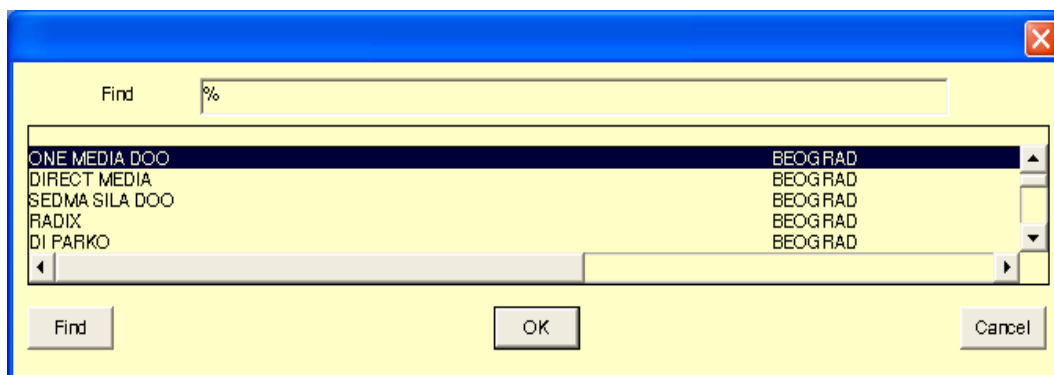 Find %
ONE MEDIA DOO BEOGRAD
DIRECT MEDIA BEOGRAD
SEDMA SILA DOO BEOGRAD
RADIX BEOGRAD
DI PARKO BEOGRAD
Find OK Cancel